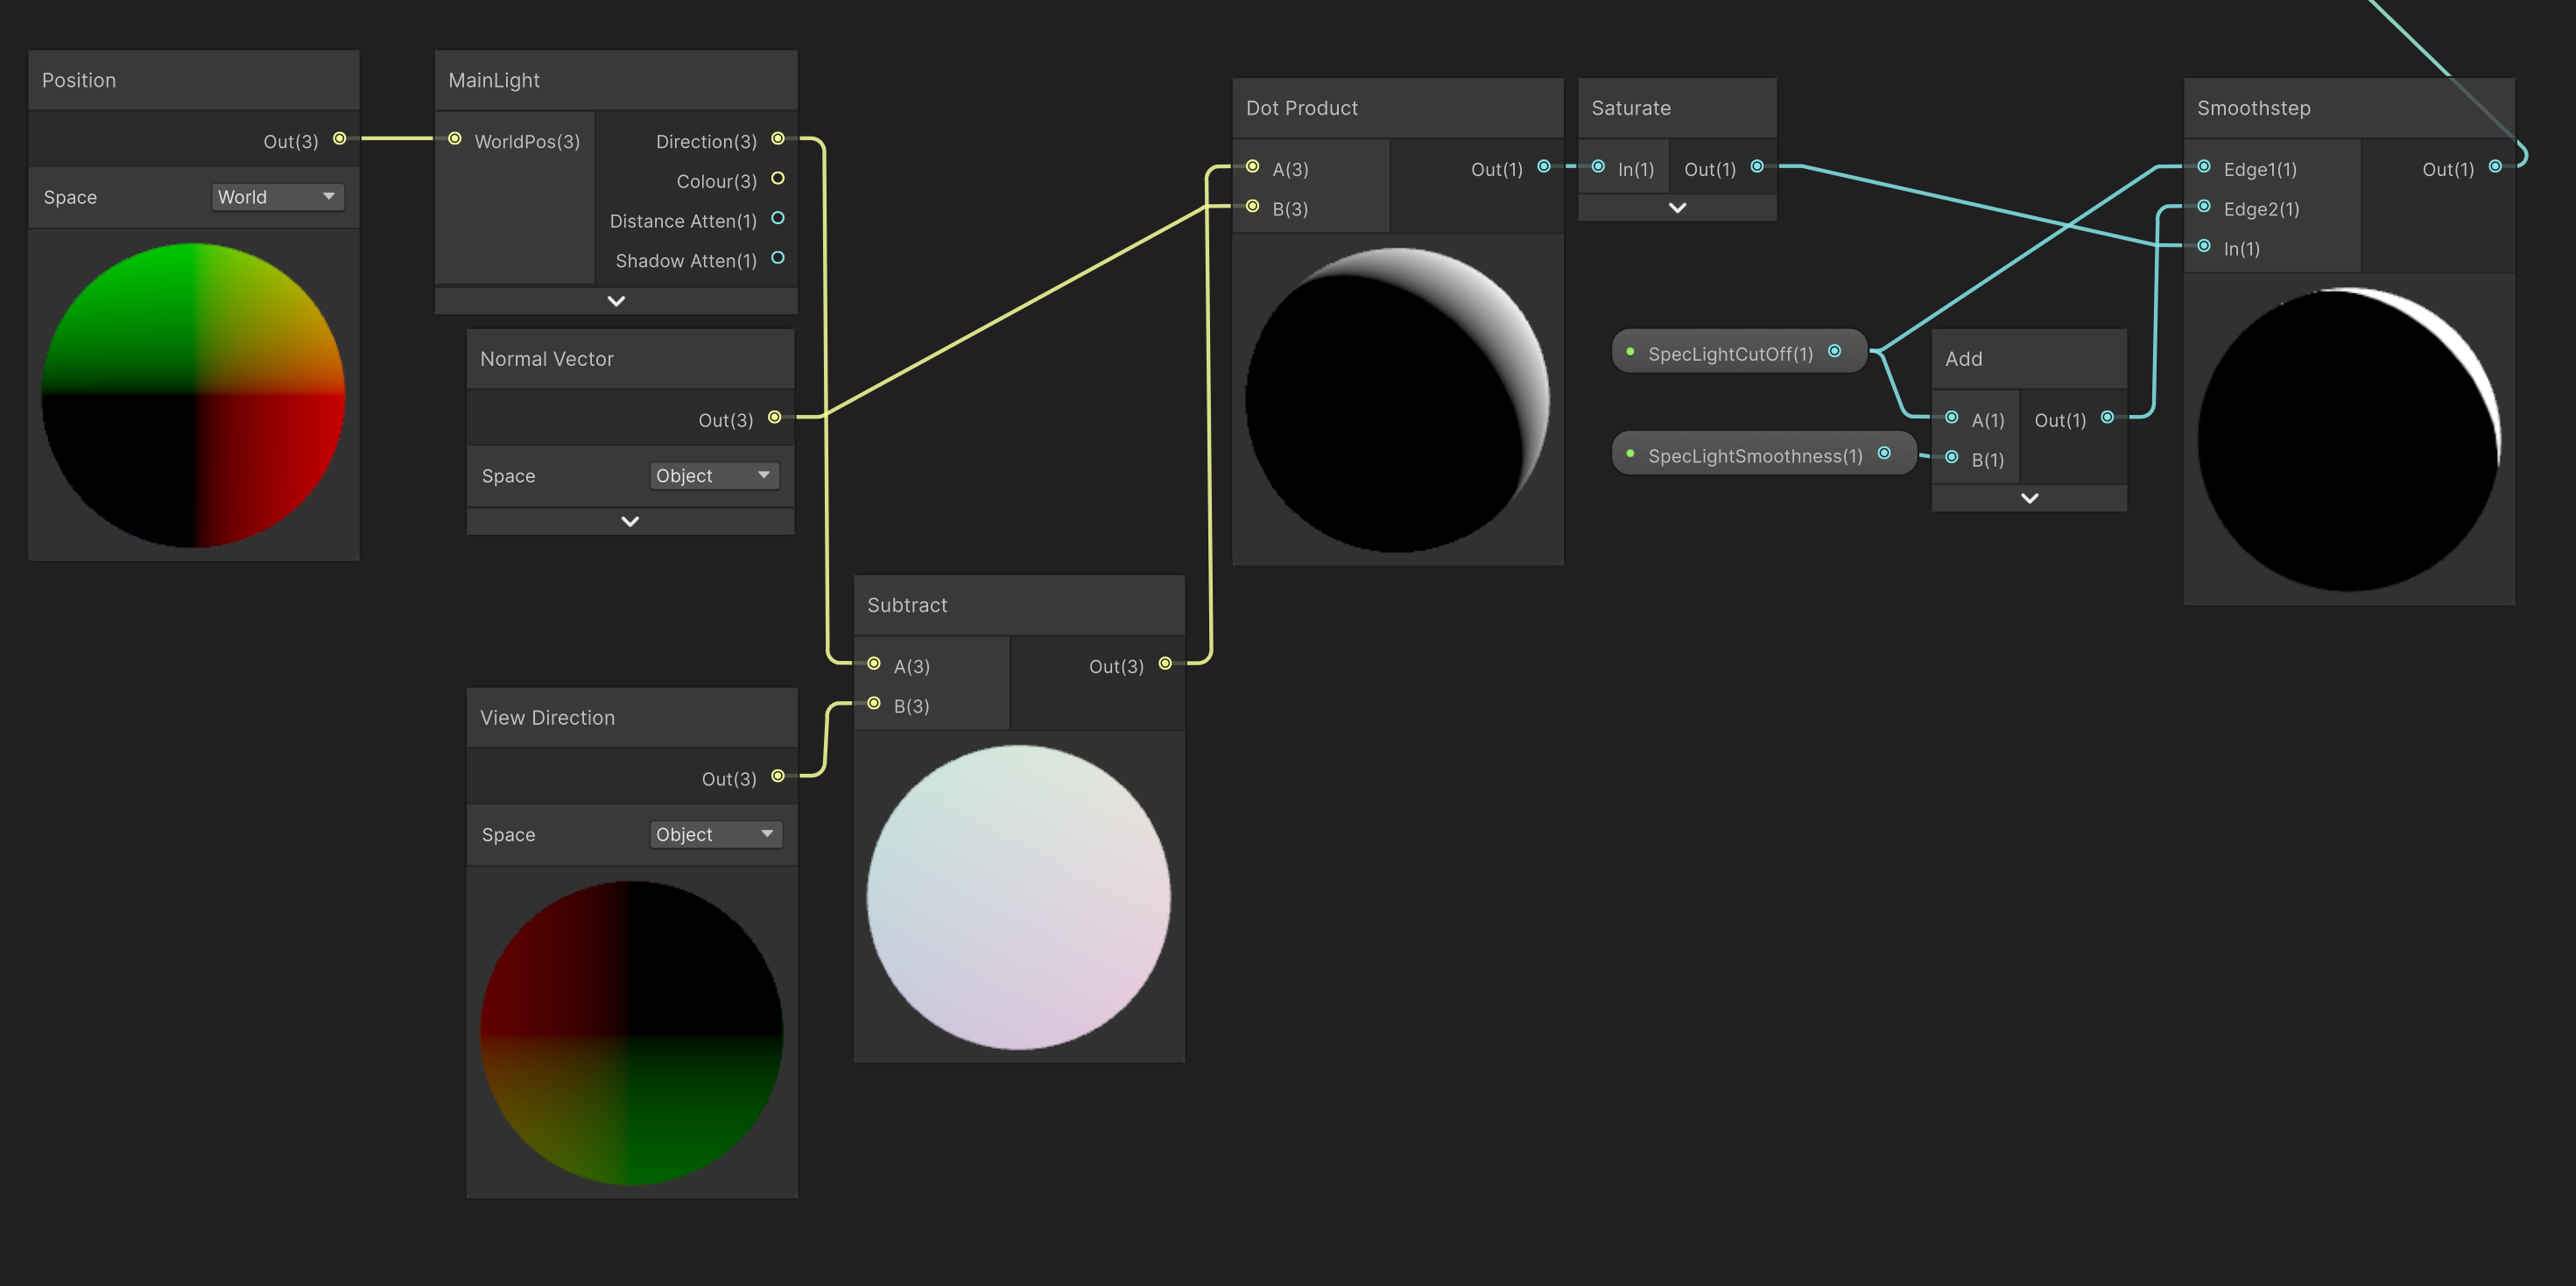 Position
Out(3)
Space
World
MainLight
WorldPos(3)
Direction(3)
Colour(3)
Distance Atten(1)
Shadow Atten(1)
Normal Vector
Out(3)
Space
Object
View Direction
Out(3)
Space
Object
Subtract
A(3)
Out(3)
B(3)
Dot Product
A(3)
Out(1)
B(3)
Saturate
In(1)
Out(1)
SpecLightCutOff(1)
SpecLightSmoothness(1)
Add
A(1)
Out(1)
B(1)
Smoothstep
Edge1(1)
Out(1)
Edge2(1)
In(1)